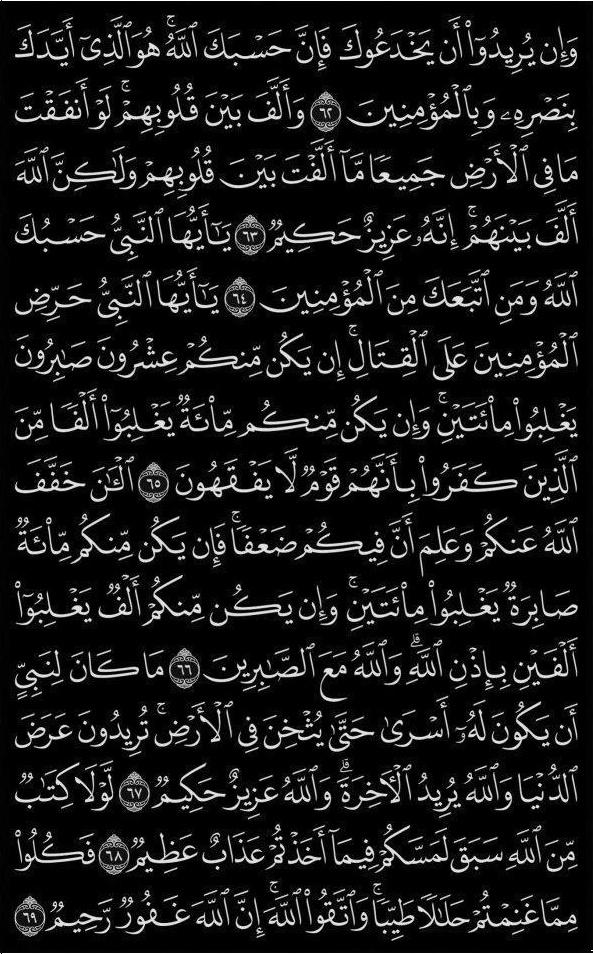 وَإِن يُرِيدُوٓاْ أَن يَخۡدَعُوكَ فَإِنَّ حَسۡبَكَ ٱللَّهُۚ هُوَ ٱلَّذِيٓ أَيَّدَكَ
بِنَصۡرِهِۦ وَبِٱلۡمُؤۡمِنِينَ ٦٢ وَأَلَّفَ بَيۡنَ قُلُوبِهِمۡۚ لَوۡ أَنفَقۡتَ
مَا فِي ٱلۡأَرۡضِ جَمِيعٗا مَّآ أَلَّفۡتَ بَيۡنَ قُلُوبِهِمۡ وَلَٰكِنَّ ٱللَّهَ
أَلَّفَ بَيۡنَهُمۡۚ إِنَّهُۥ عَزِيزٌ حَكِيمٞ ٦٣ يَٰٓأَيُّهَا ٱلنَّبِيُّ حَسۡبُكَ
ٱللَّهُ وَمَنِ ٱتَّبَعَكَ مِنَ ٱلۡمُؤۡمِنِينَ ٦٤ يَٰٓأَيُّهَا ٱلنَّبِيُّ حَرِّضِ
ٱلۡمُؤۡمِنِينَ عَلَى ٱلۡقِتَالِۚ إِن يَكُن مِّنكُمۡ عِشۡرُونَ صَٰبِرُونَ
يَغۡلِبُواْ مِاْئَتَيۡنِۚ وَإِن يَكُن مِّنكُم مِّاْئَةٞ يَغۡلِبُوٓاْ أَلۡفٗا مِّنَ
ٱلَّذِينَ كَفَرُواْ بِأَنَّهُمۡ قَوۡمٞ لَّا يَفۡقَهُونَ ٦٥ ٱلۡـَٰٔنَ خَفَّفَ
ٱللَّهُ عَنكُمۡ وَعَلِمَ أَنَّ فِيكُمۡ ضَعۡفٗاۚ فَإِن يَكُن مِّنكُم مِّاْئَةٞ
صَابِرَةٞ يَغۡلِبُواْ مِاْئَتَيۡنِۚ وَإِن يَكُن مِّنكُمۡ أَلۡفٞ يَغۡلِبُوٓاْ
أَلۡفَيۡنِ بِإِذۡنِ ٱللَّهِۗ وَٱللَّهُ مَعَ ٱلصَّٰبِرِينَ ٦٦ مَا كَانَ لِنَبِيٍّ
أَن يَكُونَ لَهُۥٓ أَسۡرَىٰ حَتَّىٰ يُثۡخِنَ فِي ٱلۡأَرۡضِۚ تُرِيدُونَ عَرَضَ
ٱلدُّنۡيَا وَٱللَّهُ يُرِيدُ ٱلۡأٓخِرَةَۗ وَٱللَّهُ عَزِيزٌ حَكِيمٞ ٦٧ لَّوۡلَا كِتَٰبٞ
مِّنَ ٱللَّهِ سَبَقَ لَمَسَّكُمۡ فِيمَآ أَخَذۡتُمۡ عَذَابٌ عَظِيمٞ ٦٨ فَكُلُواْ
مِمَّا غَنِمۡتُمۡ حَلَٰلٗا طَيِّبٗاۚ وَٱتَّقُواْ ٱللَّهَۚ إِنَّ ٱللَّهَ غَفُورٞ رَّحِيمٞ ٦٩